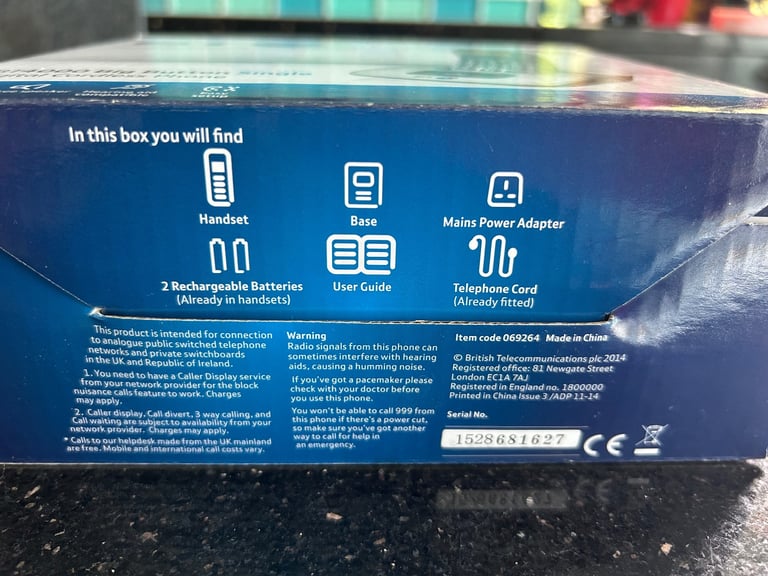 Big Button Single
Cordless Phone
In this box you will find
Handset
Base
Mains Power Adapter
2 Rechargeable Batteries
(Already in handsets)
User Guide
Telephone Cord
(Already fitted)
This product is intended for connection
to analogue public switched telephone
networks and private switchboards
in the UK and Republic of Ireland.
1. You need to have a Caller Display service
from your network provider for the block
nuisance calls feature to work. Charges
may apply.
2. Caller display, Call divert, 3 way calling, and
Call waiting are subject to availability from your
network provider. Charges may apply.
* Calls to our helpdesk made from the UK mainland
are free. Mobile and international call costs vary.
Warning
Radio signals from this phone can
sometimes interfere with hearing
aids, causing a humming noise.
If you've got a pacemaker please
check with your doctor before
you use this phone.
You won't be able to call 999 from
this phone if there's a power cut,
so make sure you've got another
way to call for help in
an emergency.
Item code 069264 Made in China
© British Telecommunications plc 2014
Registered office: 81 Newgate Street
London EC1A 7AJ
Registered in England no. 1800000
Printed in China Issue 3 /ADP 11-14
Serial No.
1528681627
CE